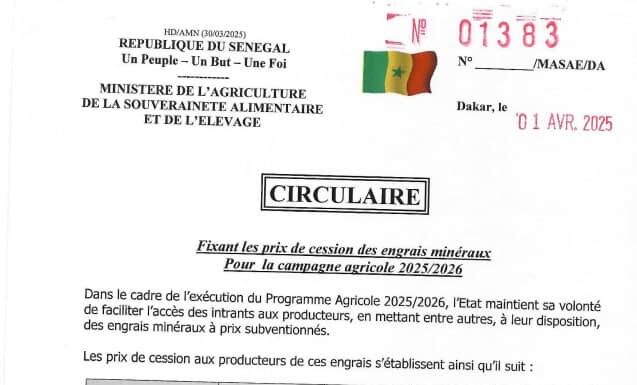 HD/AMN (30/03/2025)
REPUBLIQUE DU SENEGAL
Un Peuple – Un But – Une Foi
------------
MINISTERE DE L'AGRICULTURE
DE LA SOUVERAINETE ALIMENTAIRE
ET DE L'ELEVAGE
Nº 01383
N° ________/MASAE/DA
Dakar, le 01 AVR. 2025
CIRCULAIRE
Fixant les prix de cession des engrais minéraux
Pour la campagne agricole 2025/2026
Dans le cadre de l'exécution du Programme Agricole 2025/2026, l'Etat maintient sa volonté
de faciliter l'accès des intrants aux producteurs, en mettant entre autres, à leur disposition,
des engrais minéraux à prix subventionnés.
Les prix de cession aux producteurs de ces engrais s'établissent ainsi qu'il suit :